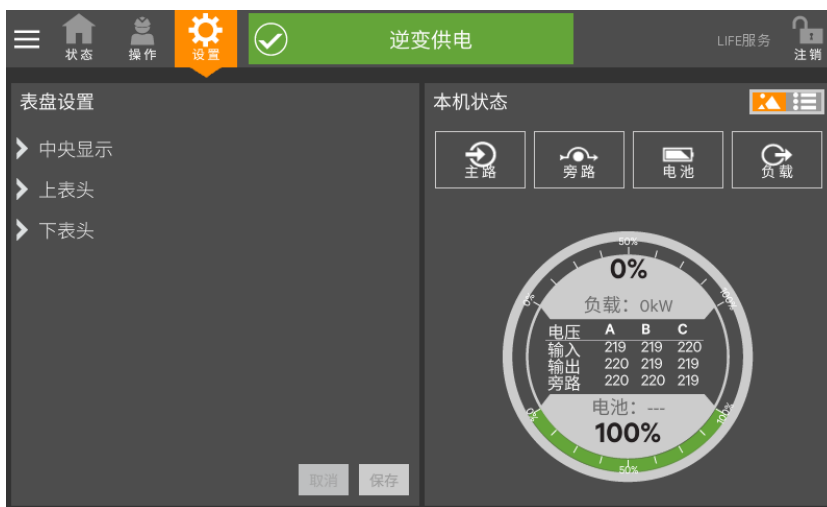 状态
操作
设置
逆变供电
LIFE服务
注销
表盘设置
中央显示
上表头
下表头
取消
保存
本机状态
主路
旁路
电池
负载
50%
0%
100%
0%
负载：0kW
电压 A B C
输入 219 219 220
输出 220 219 219
旁路 220 220 219
电池：---
100%
0%
100%
50%